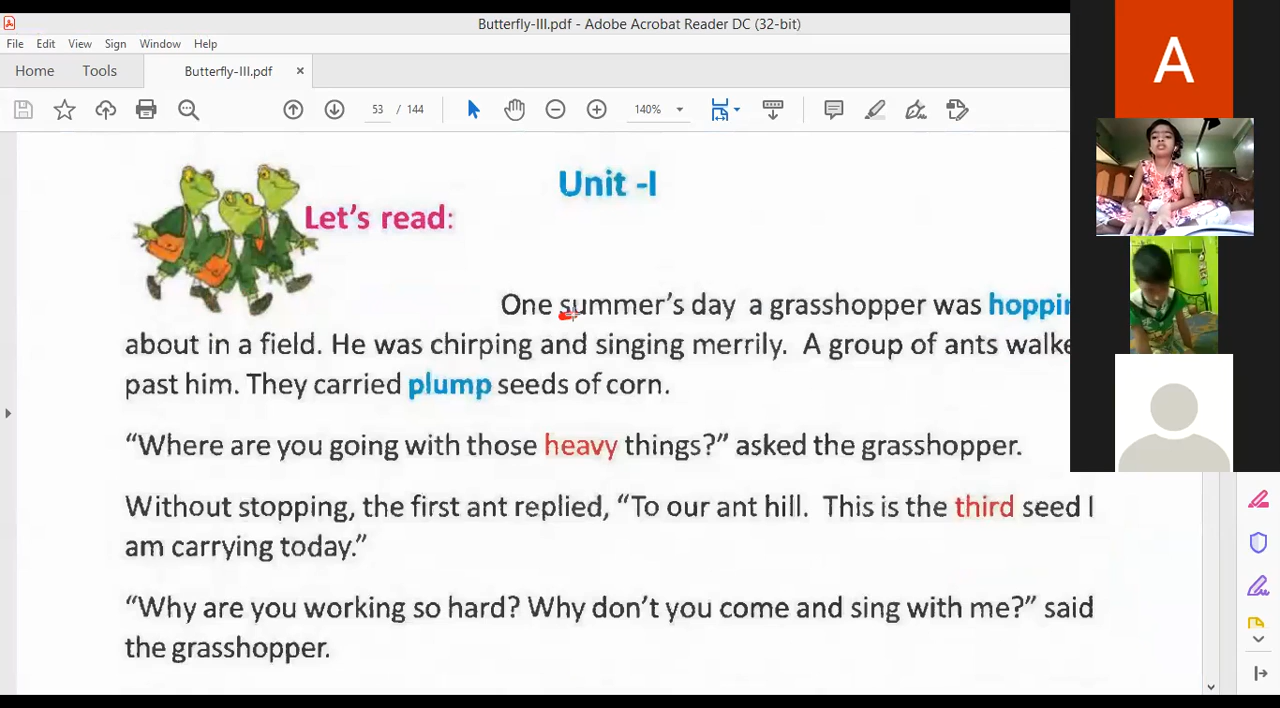 Butterfly-III.pdf - Adobe Acrobat Reader DC (32-bit)
File Edit View Sign Window Help
Home Tools Butterfly-III.pdf ×
53 / 144 140%
A
Unit -I
Let's read:
One summer's day a grasshopper was hoppin
about in a field. He was chirping and singing merrily. A group of ants walke
past him. They carried plump seeds of corn.
"Where are you going with those heavy things?" asked the grasshopper.
Without stopping, the first ant replied, "To our ant hill. This is the third seed I
am carrying today."
"Why are you working so hard? Why don't you come and sing with me?" said
the grasshopper.